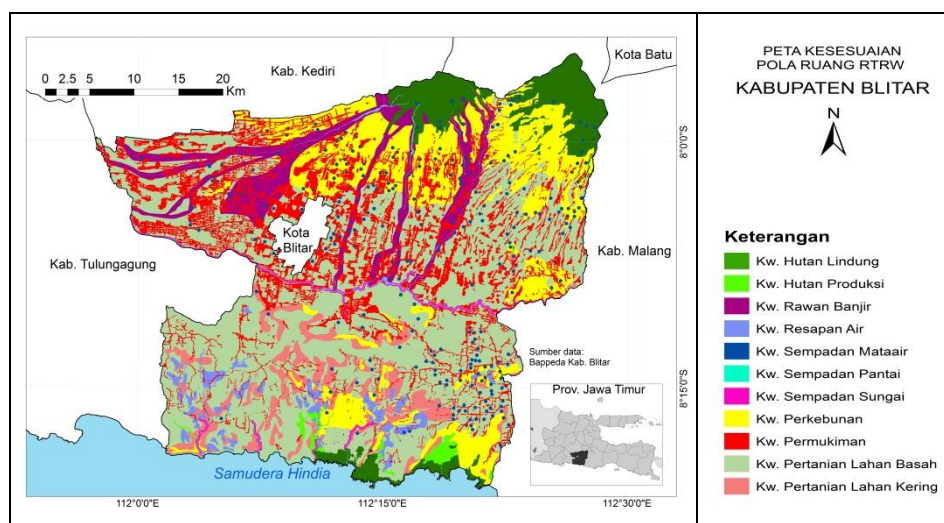 PETA KESESUAIAN
POLA RUANG RTRW
KABUPATEN BLITAR
N
Kota Batu
Kab. Kediri
0 2.5 5 10 15 20
Km
8°0'0"S
Kota
Blitar
Kab. Tulungagung
Kab. Malang
Sumber data:
Bappeda Kab. Blitar
Prov. Jawa Timur
8°15'0"S
Samudera Hindia
112°0'0"E
112°15'0"E
112°30'0"E
Keterangan
Kw. Hutan Lindung
Kw. Hutan Produksi
Kw. Rawan Banjir
Kw. Resapan Air
Kw. Sempadan Mataair
Kw. Sempadan Pantai
Kw. Sempadan Sungai
Kw. Perkebunan
Kw. Permukiman
Kw. Pertanian Lahan Basah
Kw. Pertanian Lahan Kering